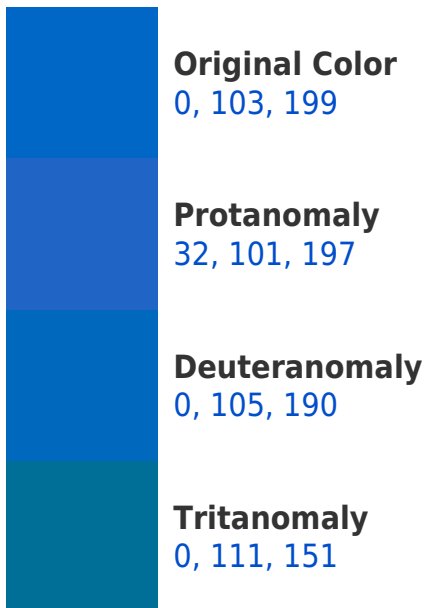 Original Color
0, 103, 199
Protanomaly
32, 101, 197
Deuteranomaly
0, 105, 190
Tritanomaly
0, 111, 151